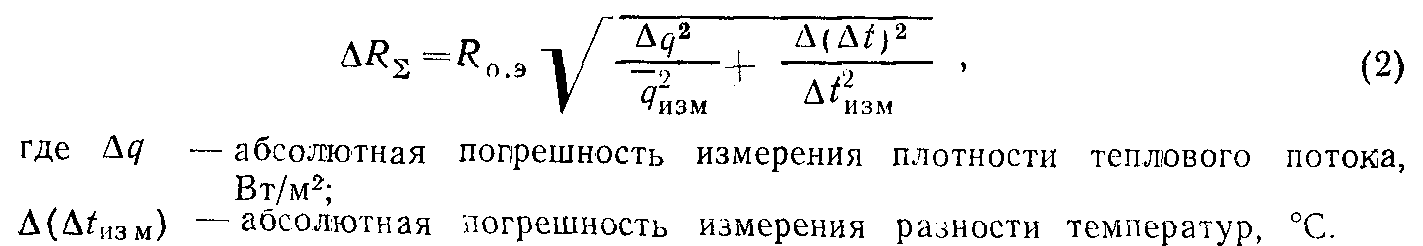 ΔR_Σ = R_о.э √( Δq² / q̅²_изм + Δ(Δt)² / Δt²_изм ) , (2)
где Δq — абсолютная погрешность измерения плотности теплового потока,
Вт/м²;
Δ(Δt_изм) — абсолютная погрешность измерения разности температур, °С.